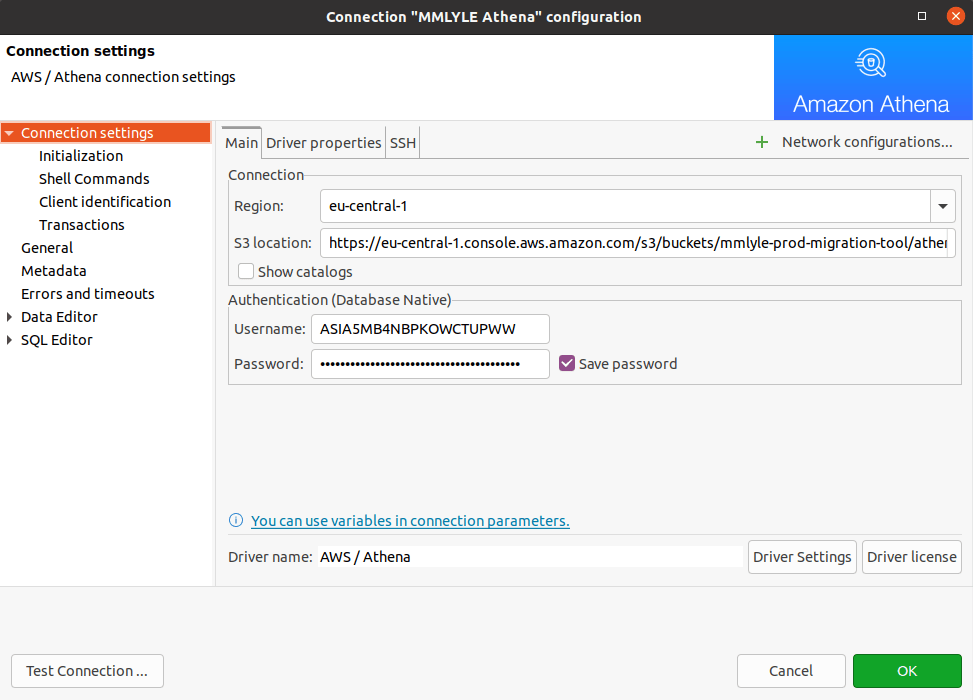 Connection "MMLYLE Athena" configuration
Connection settings
AWS / Athena connection settings
Amazon Athena
Connection settings
Initialization
Shell Commands
Client identification
Transactions
General
Metadata
Errors and timeouts
Data Editor
SQL Editor
Main Driver properties SSH
Network configurations...
Connection
Region: eu-central-1
S3 location: https://eu-central-1.console.aws.amazon.com/s3/buckets/mmlyle-prod-migration-tool/ather
Show catalogs
Authentication (Database Native)
Username: ASIA5MB4NBPKOWCTUPWW
Password: ••••••••••••••••••••••••••••••••••••••••
Save password
You can use variables in connection parameters.
Driver name: AWS / Athena
Driver Settings Driver license
Test Connection ... Cancel OK